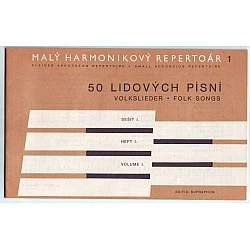 MALÝ HARMONIKOVÝ REPERTOÁR 1
KLEINES AKKORDEON REPERTOIRE • SMALL ACCORDION REPERTOIRE
50 LIDOVÝCH PÍSNÍ
VOLKSLIEDER • FOLK SONGS
SEŠIT I.
HEFT I.
VOLUME I.
EDITIO SUPRAPHON